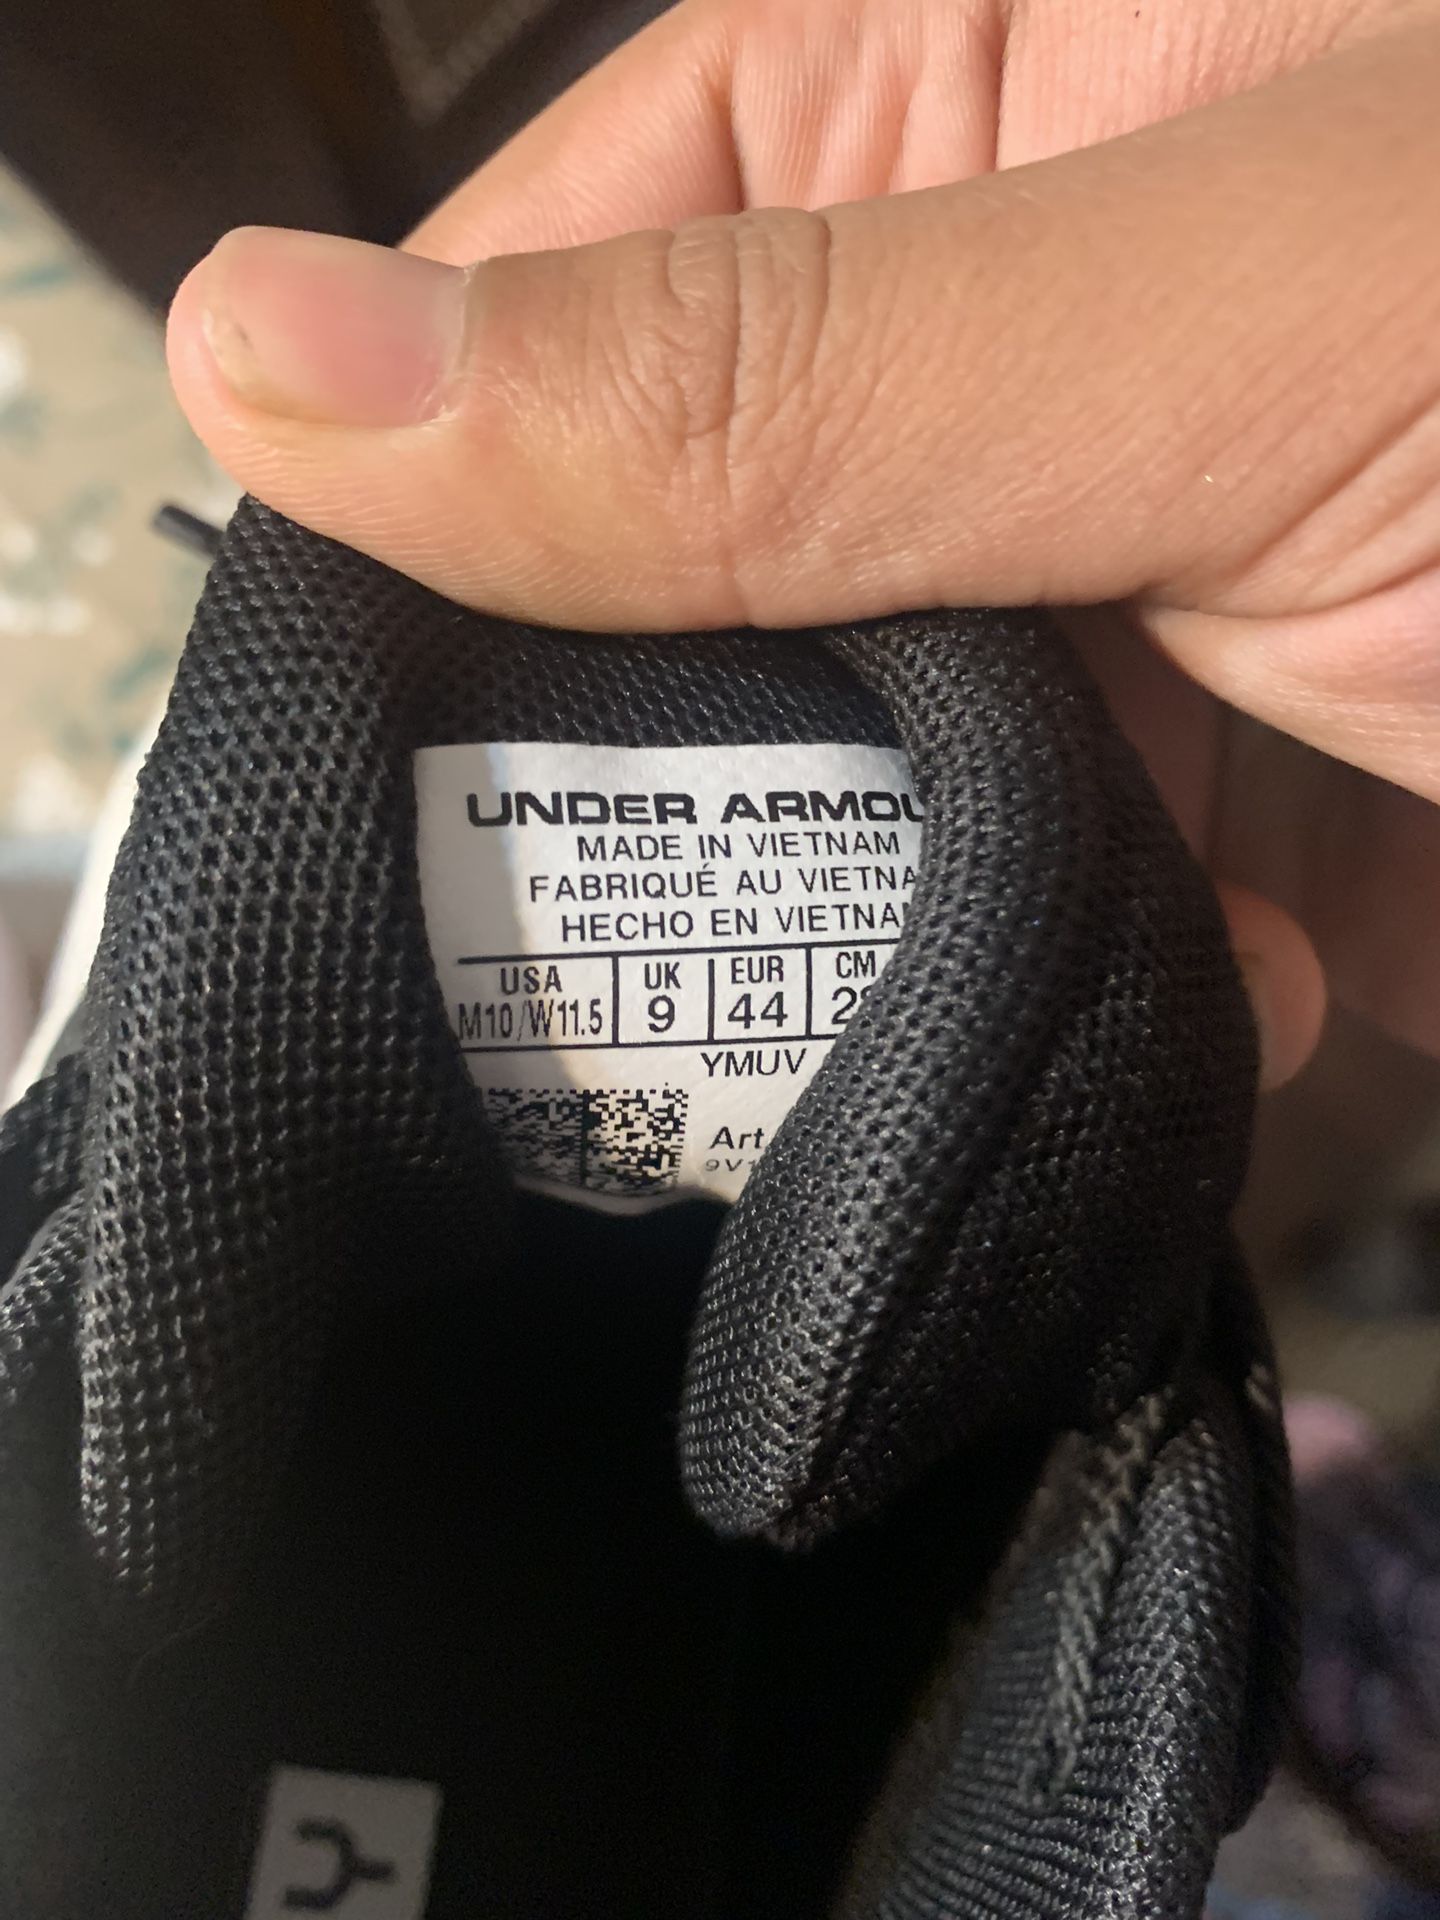 UNDER ARMOU
MADE IN VIETNAM
FABRIQUÉ AU VIETNA
HECHO EN VIETNA
USA UK EUR CM
M10/W11.5 9 44
YMUV
Art